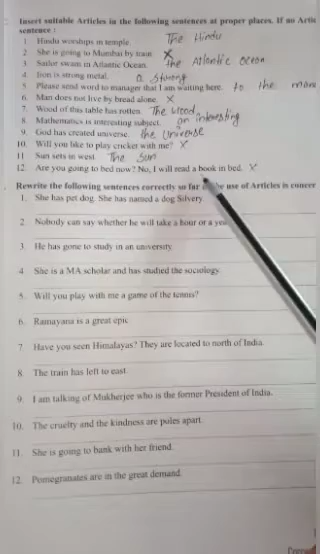 Insert suitable Articles in the following sentences at proper places. If no Artic
sentence :
1. Hindu worships in temple. The Hindu
2. She is going to Mumbai by train. X
3. Sailor swam in Atlantic Ocean. The Atlantic Oceon
4. Iron is strong metal. a strong
5. Please send word to manager that I am waiting here. to the man
6. Man does not live by bread alone. X
7. Wood of this table has rotten. The wood
8. Mathematics is interesting subject. an interesting
9. God has created universe. the Universe
10. Will you like to play cricket with me? X
11. Sun sets in west. The Sun
12. Are you going to bed now? No, I will read a book in bed. X
Rewrite the following sentences correctly so far use of Articles is concer
1. She has pet dog. She has named a dog Silvery.
2. Nobody can say whether he will take a hour or a
3. He has gone to study in an university.
4. She is a MA scholar and has studied the sociology.
5. Will you play with me a game of the tennis?
6. Ramayana is a great epic.
7. Have you seen Himalayas? They are located to north of India.
8. The train has left to east.
9. I am talking of Mukherjee who is the former President of India.
10. The cruelty and the kindness are poles apart.
11. She is going to bank with her friend.
12. Pomegranates are in the great demand.